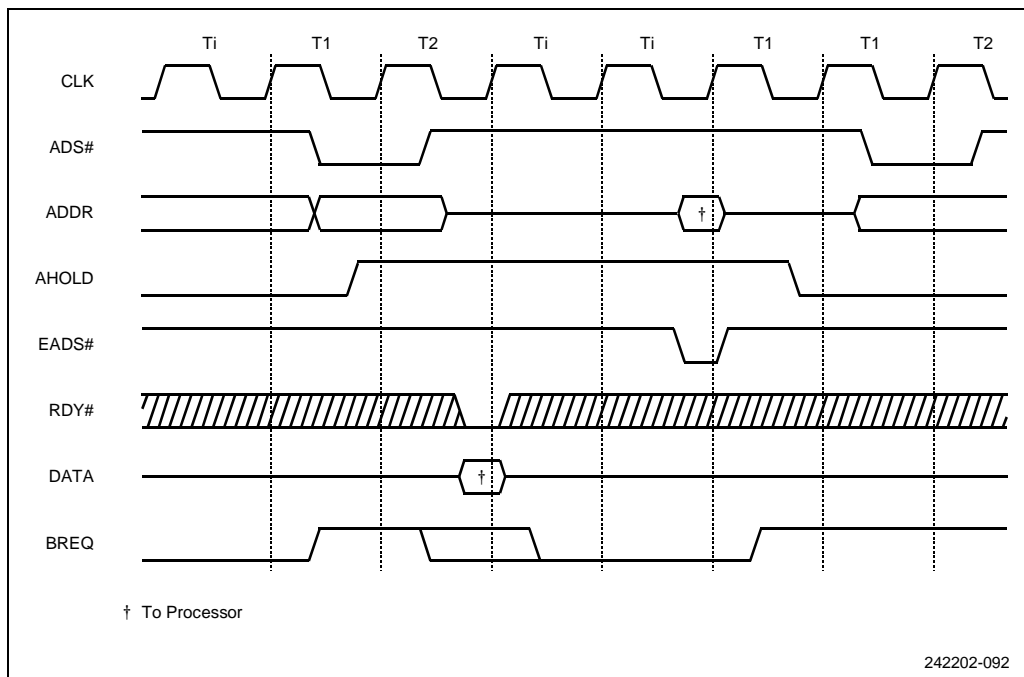 Ti T1 T2 Ti Ti T1 T1 T2
CLK
ADS#
ADDR †
AHOLD
EADS#
RDY#
DATA †
BREQ
† To Processor
242202-092